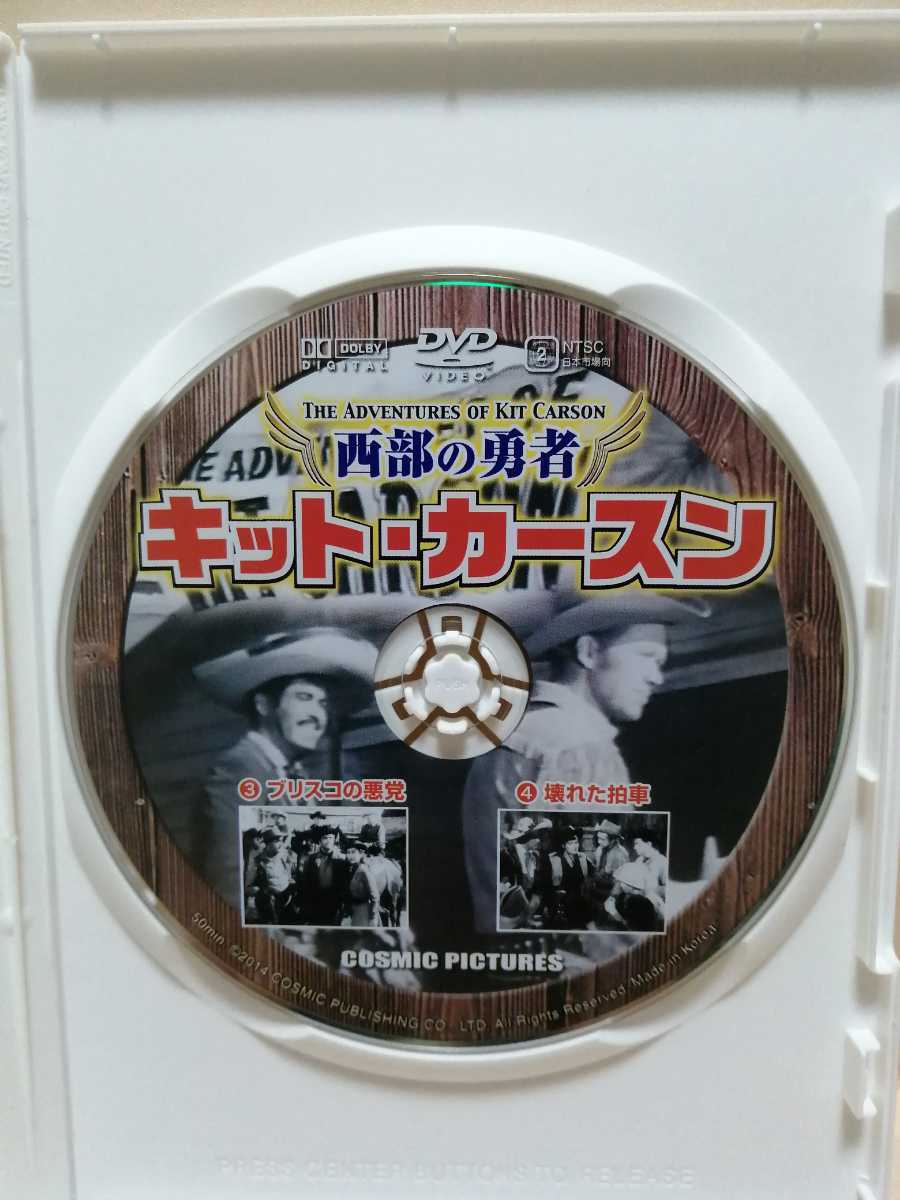 DOLBY
DIGITAL
DVD
VIDEO
2
NTSC
日本市場向
THE ADVENTURES OF KIT CARSON
西部の勇者
キット・カースン
PUSH
③ ブリスコの悪党
④ 壊れた拍車
COSMIC PICTURES
50min. ©2014 COSMIC PUBLISHING CO., LTD. All Rights Reserved. Made in Korea
PRESS CENTER BUTTON IS TO RELEASE